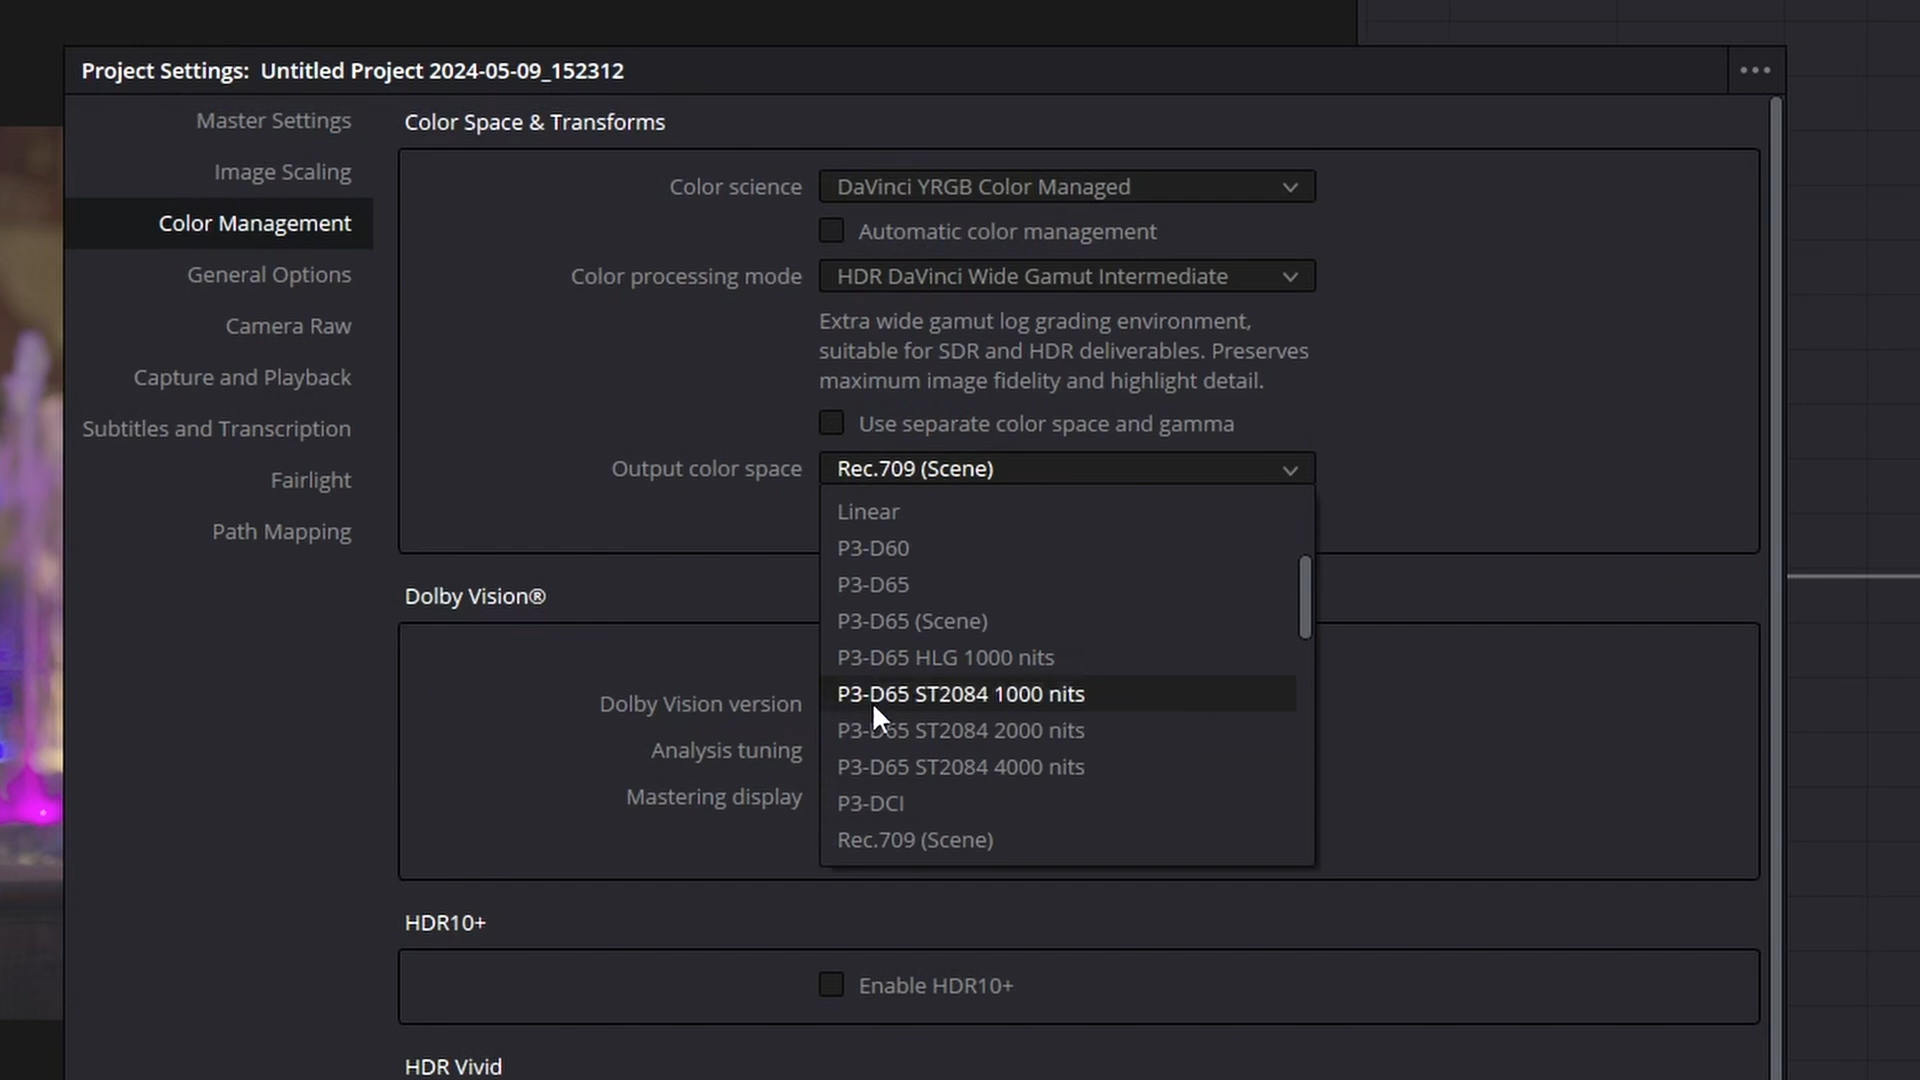 Project Settings: Untitled Project 2024-05-09_152312
Master Settings
Image Scaling
Color Management
General Options
Camera Raw
Capture and Playback
Subtitles and Transcription
Fairlight
Path Mapping
Color Space & Transforms
Color science DaVinci YRGB Color Managed
Automatic color management
Color processing mode HDR DaVinci Wide Gamut Intermediate
Extra wide gamut log grading environment,
suitable for SDR and HDR deliverables. Preserves
maximum image fidelity and highlight detail.
Use separate color space and gamma
Output color space Rec.709 (Scene)
Linear
P3-D60
P3-D65
P3-D65 (Scene)
P3-D65 HLG 1000 nits
P3-D65 ST2084 1000 nits
P3-D65 ST2084 2000 nits
P3-D65 ST2084 4000 nits
P3-DCI
Rec.709 (Scene)
Dolby Vision®
Dolby Vision version
Analysis tuning
Mastering display
HDR10+
Enable HDR10+
HDR Vivid